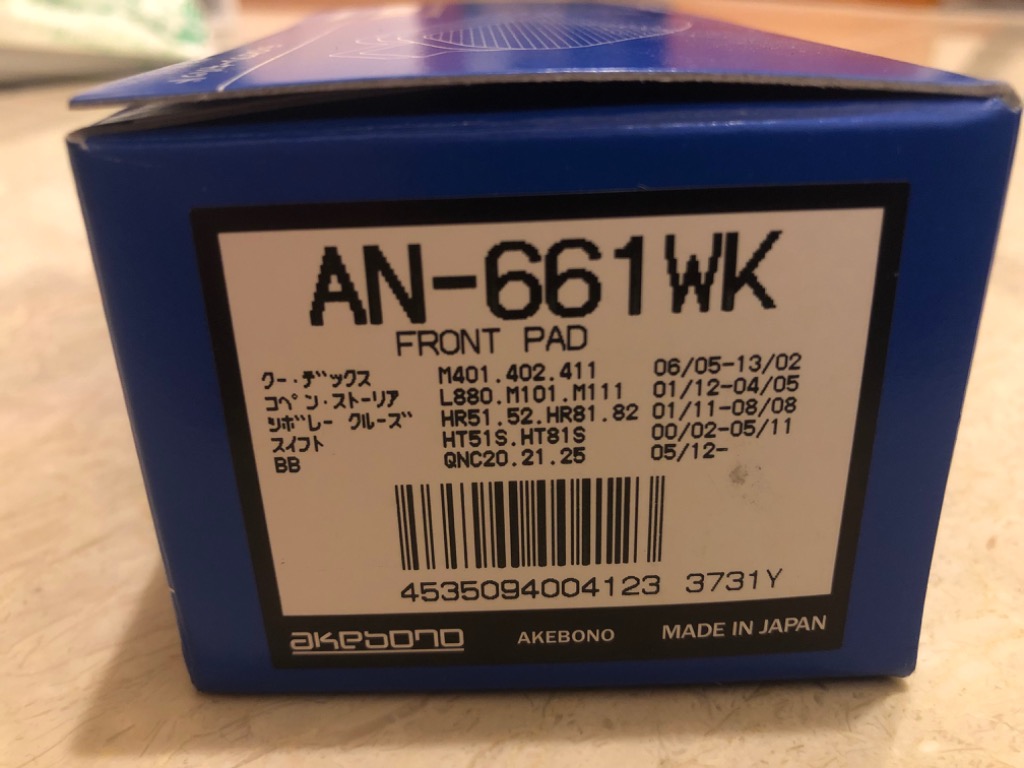 AN-661WK
FRONT PAD
クー・デックス M401.402.411 06/05-13/02
コペン・ストーリア L880.M101.M111 01/12-04/05
シボレー クルーズ HR51.52.HR81.82 01/11-08/08
スイフト HT51S.HT81S 00/02-05/11
BB QNC20.21.25 05/12-
4535094004123 3731Y
akebono AKEBONO MADE IN JAPAN